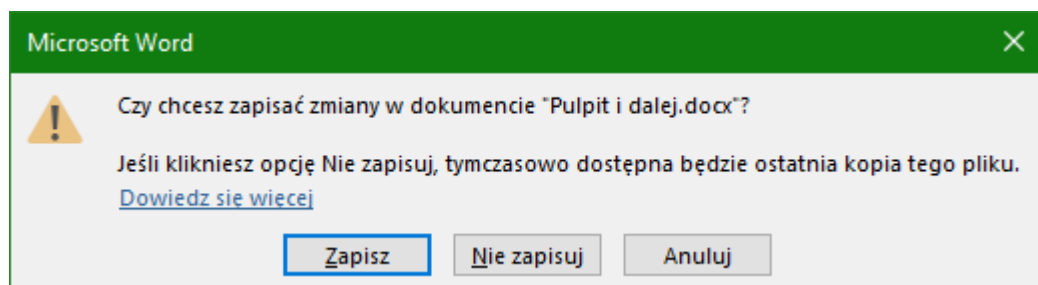 Microsoft Word
Czy chcesz zapisać zmiany w dokumencie "Pulpit i dalej.docx"?
Jeśli klikniesz opcję Nie zapisuj, tymczasowo dostępna będzie ostatnia kopia tego pliku.
Dowiedz się więcej
Zapisz Nie zapisuj Anuluj